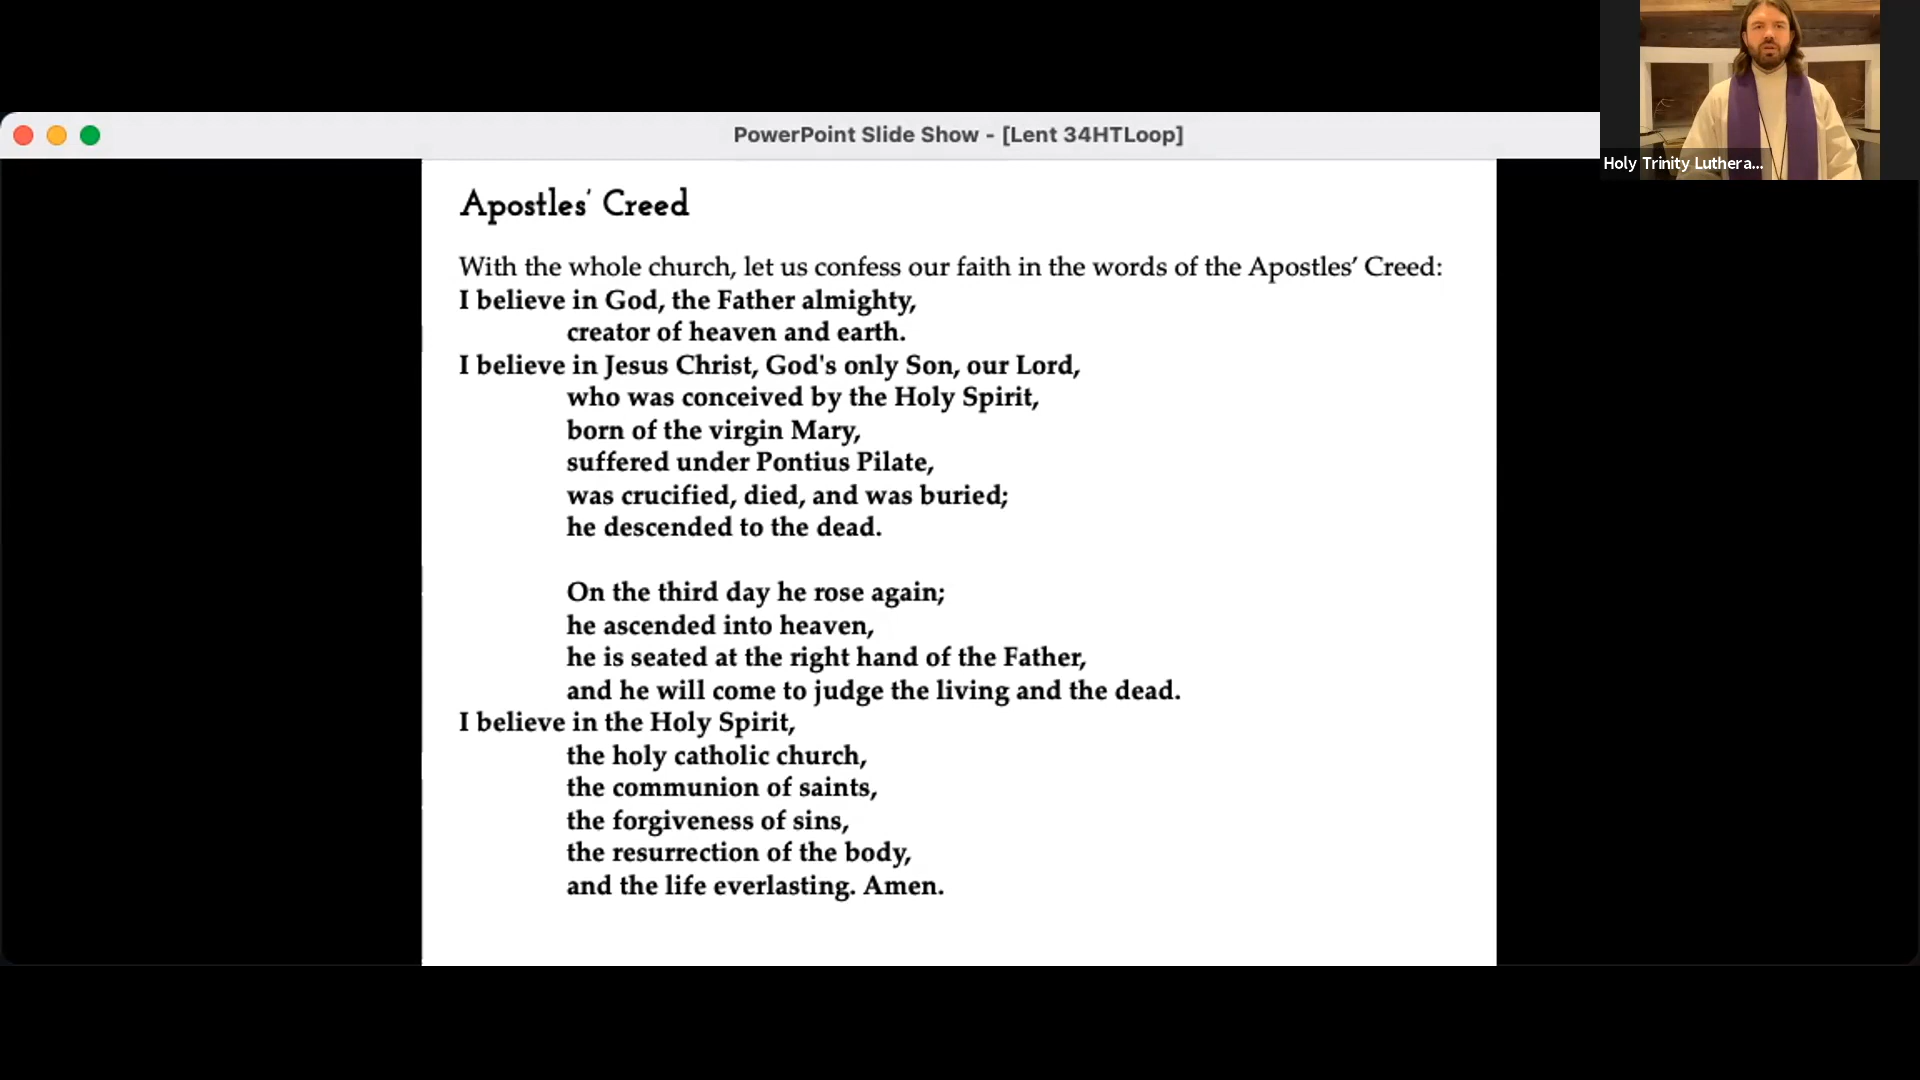 PowerPoint Slide Show - [Lent 34HTLoop]
Holy Trinity Luthera...
Apostles’ Creed
With the whole church, let us confess our faith in the words of the Apostles’ Creed:
I believe in God, the Father almighty,
creator of heaven and earth.
I believe in Jesus Christ, God's only Son, our Lord,
who was conceived by the Holy Spirit,
born of the virgin Mary,
suffered under Pontius Pilate,
was crucified, died, and was buried;
he descended to the dead.
On the third day he rose again;
he ascended into heaven,
he is seated at the right hand of the Father,
and he will come to judge the living and the dead.
I believe in the Holy Spirit,
the holy catholic church,
the communion of saints,
the forgiveness of sins,
the resurrection of the body,
and the life everlasting. Amen.